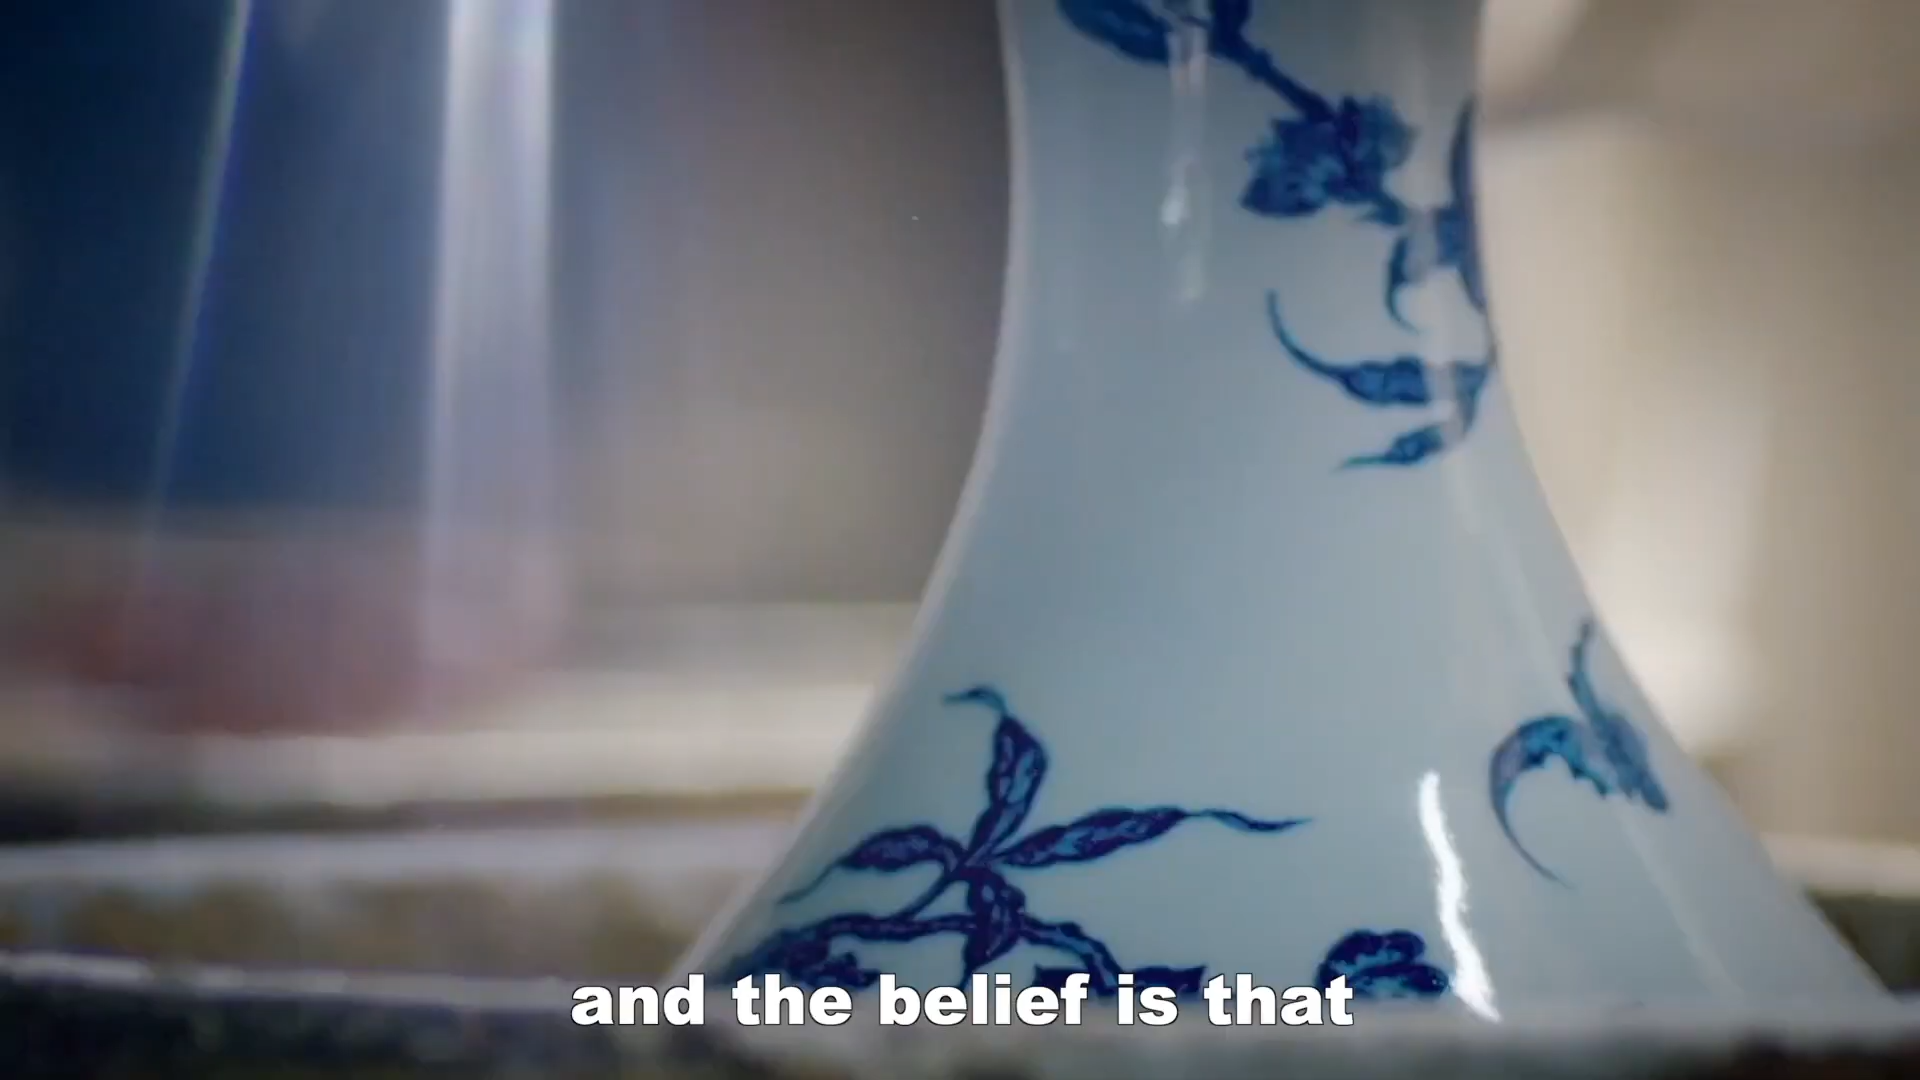 and the belief is that